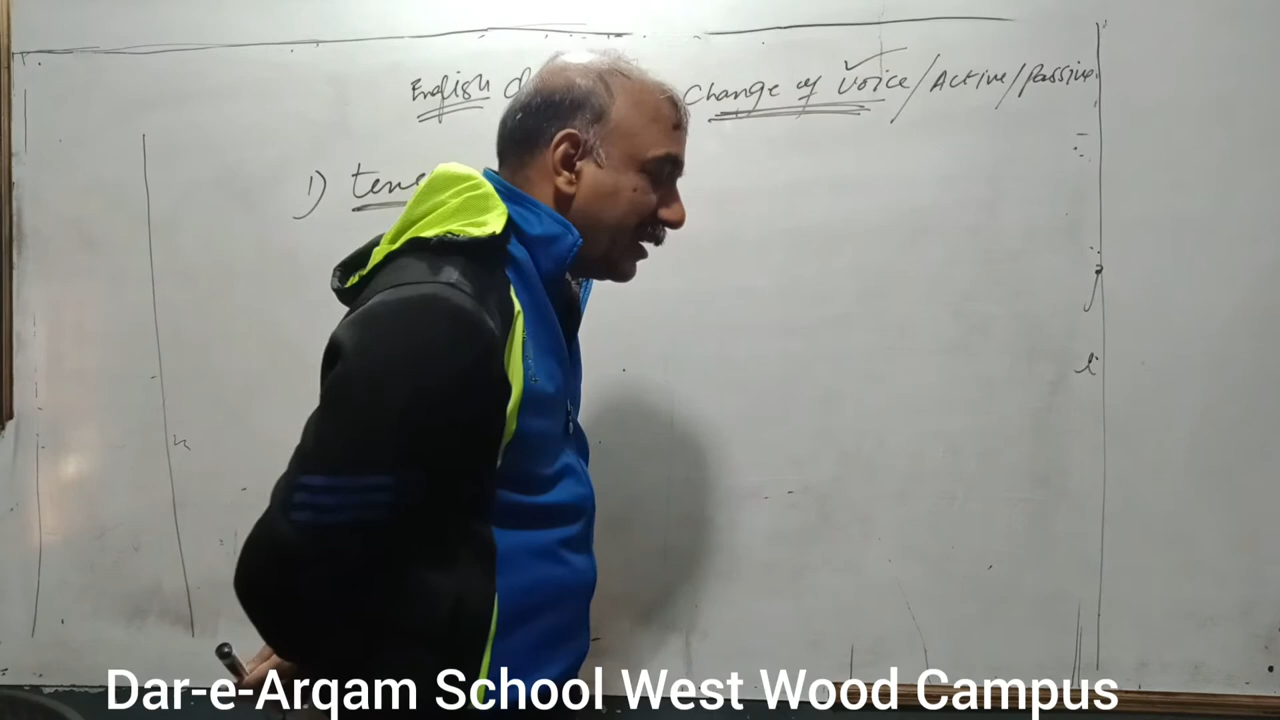 English Change of Voice/Active/Passive
1) tens
Dar-e-Arqam School West Wood Campus